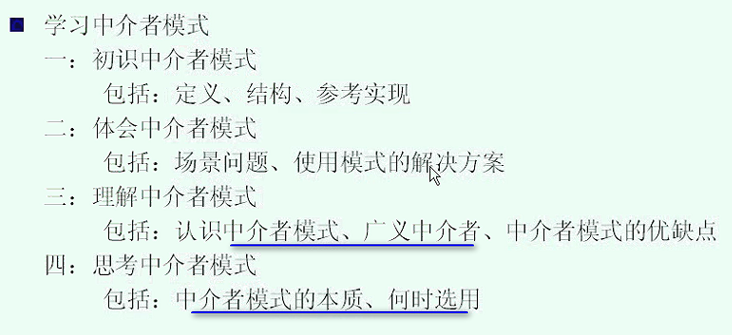 学习中介者模式
一：初识中介者模式
包括：定义、结构、参考实现
二：体会中介者模式
包括：场景问题、使用模式的解决方案
三：理解中介者模式
包括：认识中介者模式、广义中介者、中介者模式的优缺点
四：思考中介者模式
包括：中介者模式的本质、何时选用